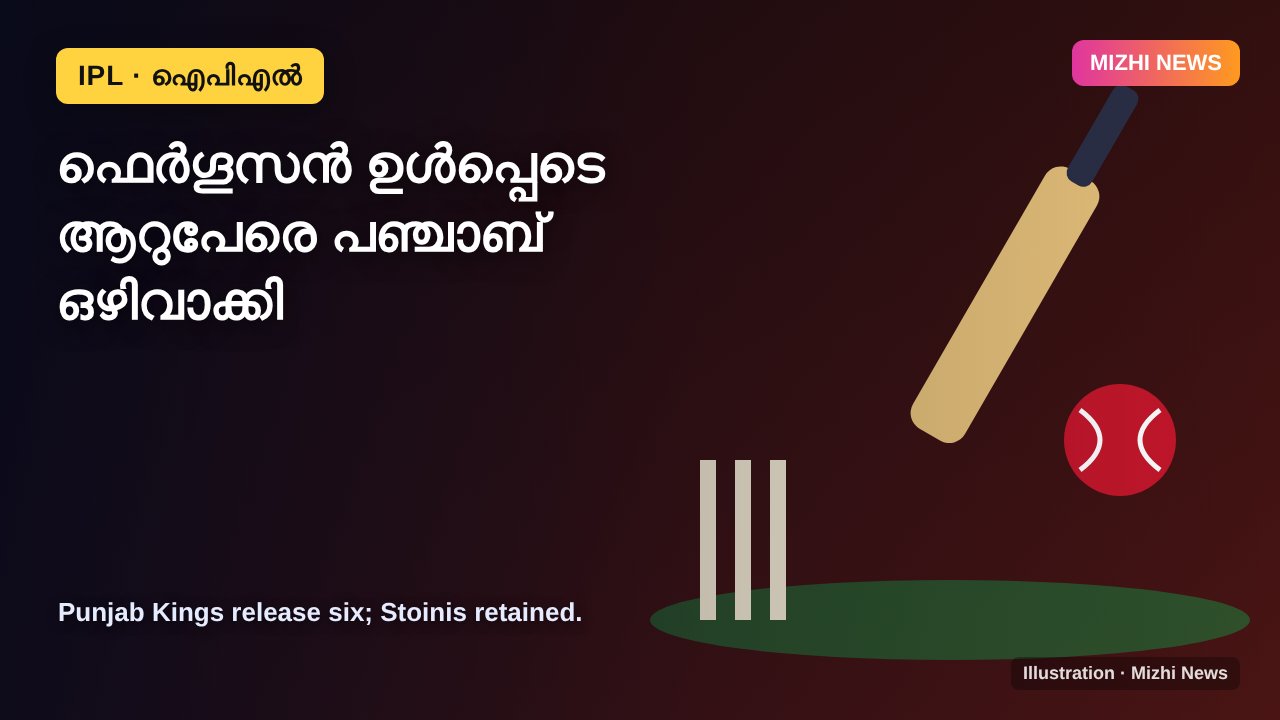 IPL · ഐപിഎൽ
MIZHI NEWS
ഫെർഗൂസൻ ഉൾപ്പെടെ
ആറുപേരെ പഞ്ചാബ്
ഒഴിവാക്കി
Punjab Kings release six; Stoinis retained.
Illustration · Mizhi News